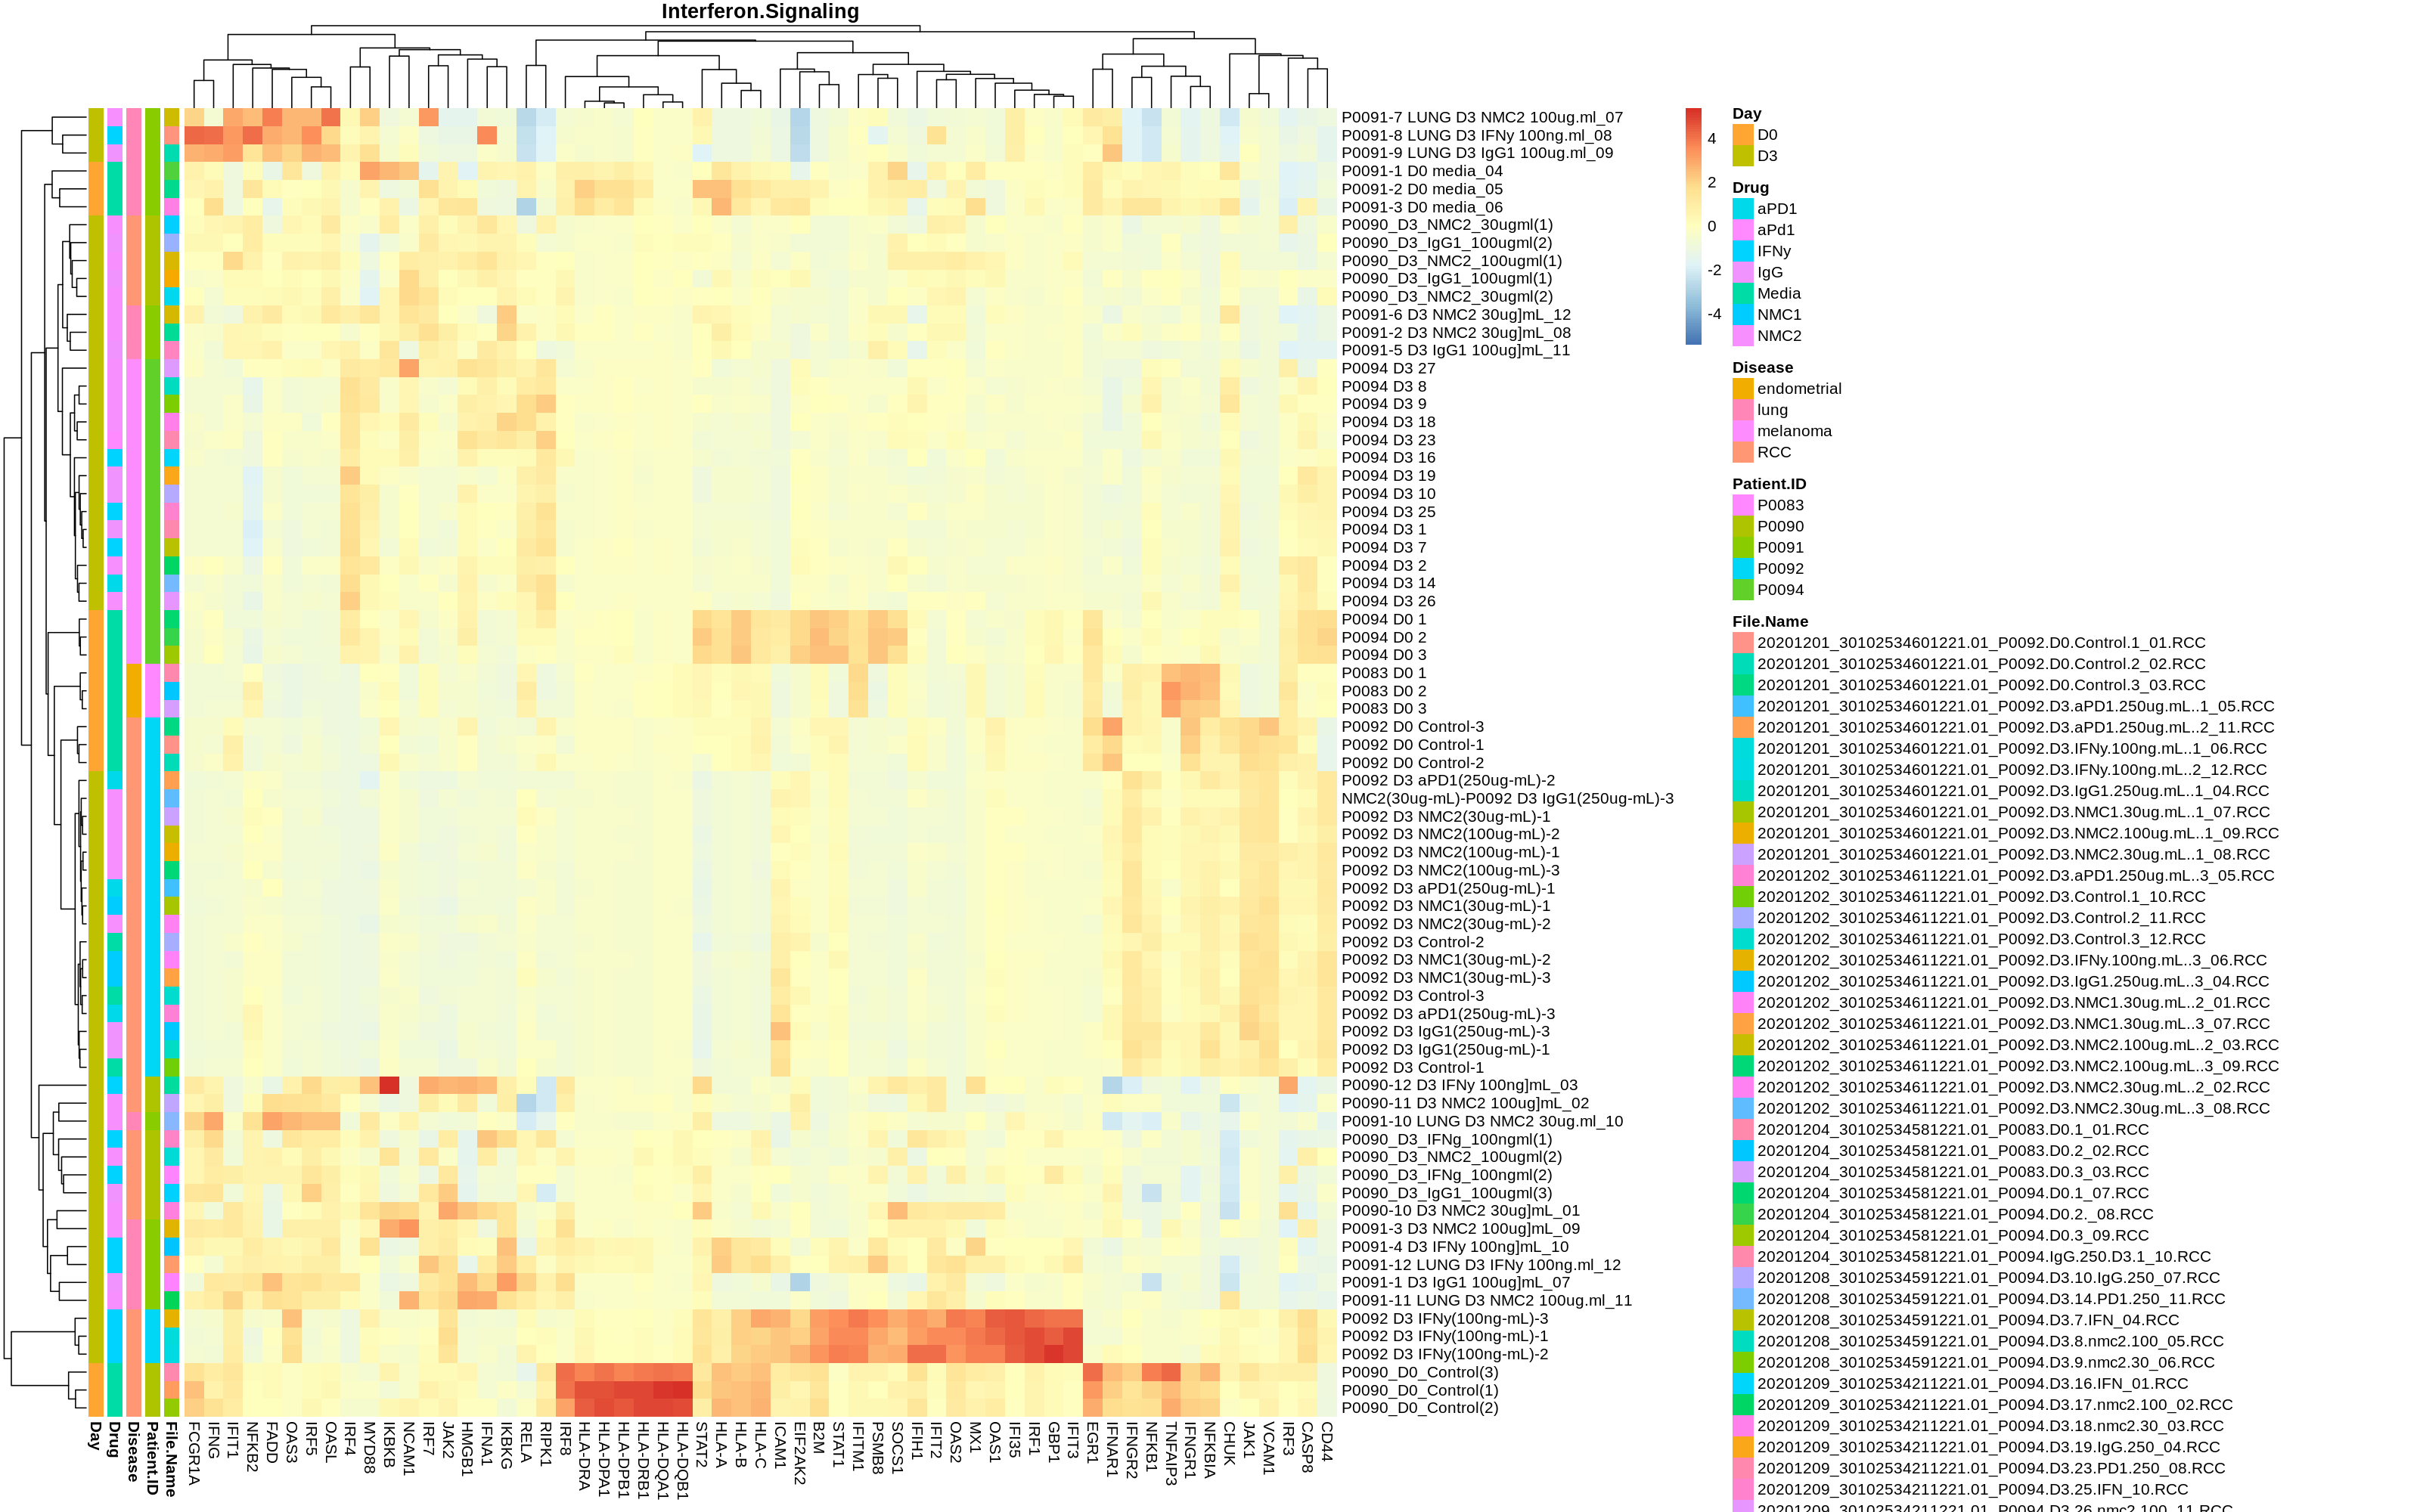 Interferon.Signaling
P0091-7 LUNG D3 NMC2 100ug.ml_07
P0091-8 LUNG D3 IFNy 100ng.ml_08
P0091-9 LUNG D3 IgG1 100ug.ml_09
P0091-1 D0 media_04
P0091-2 D0 media_05
P0091-3 D0 media_06
P0090_D3_NMC2_30ugml(1)
P0090_D3_IgG1_100ugml(2)
P0090_D3_NMC2_100ugml(1)
P0090_D3_IgG1_100ugml(1)
P0090_D3_NMC2_30ugml(2)
P0091-6 D3 NMC2 30ug]mL_12
P0091-2 D3 NMC2 30ug]mL_08
P0091-5 D3 IgG1 100ug]mL_11
P0094 D3 27
P0094 D3 8
P0094 D3 9
P0094 D3 18
P0094 D3 23
P0094 D3 16
P0094 D3 19
P0094 D3 10
P0094 D3 25
P0094 D3 1
P0094 D3 7
P0094 D3 2
P0094 D3 14
P0094 D3 26
P0094 D0 1
P0094 D0 2
P0094 D0 3
P0083 D0 1
P0083 D0 2
P0083 D0 3
P0092 D0 Control-3
P0092 D0 Control-1
P0092 D0 Control-2
P0092 D3 aPD1(250ug-mL)-2
NMC2(30ug-mL)-P0092 D3 IgG1(250ug-mL)-3
P0092 D3 NMC2(30ug-mL)-1
P0092 D3 NMC2(100ug-mL)-2
P0092 D3 NMC2(100ug-mL)-1
P0092 D3 NMC2(100ug-mL)-3
P0092 D3 aPD1(250ug-mL)-1
P0092 D3 NMC1(30ug-mL)-1
P0092 D3 NMC2(30ug-mL)-2
P0092 D3 Control-2
P0092 D3 NMC1(30ug-mL)-2
P0092 D3 NMC1(30ug-mL)-3
P0092 D3 Control-3
P0092 D3 aPD1(250ug-mL)-3
P0092 D3 IgG1(250ug-mL)-3
P0092 D3 IgG1(250ug-mL)-1
P0092 D3 Control-1
P0090-12 D3 IFNy 100ng]mL_03
P0090-11 D3 NMC2 100ug]mL_02
P0091-10 LUNG D3 NMC2 30ug.ml_10
P0090_D3_IFNg_100ngml(1)
P0090_D3_NMC2_100ugml(2)
P0090_D3_IFNg_100ngml(2)
P0090_D3_IgG1_100ugml(3)
P0090-10 D3 NMC2 30ug]mL_01
P0091-3 D3 NMC2 100ug]mL_09
P0091-4 D3 IFNy 100ng]mL_10
P0091-12 LUNG D3 IFNy 100ng.ml_12
P0091-1 D3 IgG1 100ug]mL_07
P0091-11 LUNG D3 NMC2 100ug.ml_11
P0092 D3 IFNy(100ng-mL)-3
P0092 D3 IFNy(100ng-mL)-1
P0092 D3 IFNy(100ng-mL)-2
P0090_D0_Control(3)
P0090_D0_Control(1)
P0090_D0_Control(2)
Day
Drug
Disease
Patient.ID
File.Name
FCGR1A
IFNG
IFIT1
NFKB2
FADD
OAS3
IRF5
OASL
IRF4
MYD88
IKBKB
NCAM1
IRF7
JAK2
HMGB1
IFNA1
IKBKG
RELA
RIPK1
IRF8
HLA-DRA
HLA-DPA1
HLA-DPB1
HLA-DRB1
HLA-DQA1
HLA-DQB1
STAT2
HLA-A
HLA-B
HLA-C
ICAM1
EIF2AK2
B2M
STAT1
IFITM1
PSMB8
SOCS1
IFIH1
IFIT2
OAS2
MX1
OAS1
IFI35
IRF1
GBP1
IFIT3
EGR1
IFNAR1
IFNGR2
NFKB1
TNFAIP3
IFNGR1
NFKBIA
CHUK
JAK1
VCAM1
IRF3
CASP8
CD44
4
2
0
-2
-4
Day
D0
D3
Drug
aPD1
aPd1
IFNy
IgG
Media
NMC1
NMC2
Disease
endometrial
lung
melanoma
RCC
Patient.ID
P0083
P0090
P0091
P0092
P0094
File.Name
20201201_30102534601221.01_P0092.D0.Control.1_01.RCC
20201201_30102534601221.01_P0092.D0.Control.2_02.RCC
20201201_30102534601221.01_P0092.D0.Control.3_03.RCC
20201201_30102534601221.01_P0092.D3.aPD1.250ug.mL..1_05.RCC
20201201_30102534601221.01_P0092.D3.aPD1.250ug.mL..2_11.RCC
20201201_30102534601221.01_P0092.D3.IFNy.100ng.mL..1_06.RCC
20201201_30102534601221.01_P0092.D3.IFNy.100ng.mL..2_12.RCC
20201201_30102534601221.01_P0092.D3.IgG1.250ug.mL..1_04.RCC
20201201_30102534601221.01_P0092.D3.NMC1.30ug.mL..1_07.RCC
20201201_30102534601221.01_P0092.D3.NMC2.100ug.mL..1_09.RCC
20201201_30102534601221.01_P0092.D3.NMC2.30ug.mL..1_08.RCC
20201202_30102534611221.01_P0092.D3.aPD1.250ug.mL..3_05.RCC
20201202_30102534611221.01_P0092.D3.Control.1_10.RCC
20201202_30102534611221.01_P0092.D3.Control.2_11.RCC
20201202_30102534611221.01_P0092.D3.Control.3_12.RCC
20201202_30102534611221.01_P0092.D3.IFNy.100ng.mL..3_06.RCC
20201202_30102534611221.01_P0092.D3.IgG1.250ug.mL..3_04.RCC
20201202_30102534611221.01_P0092.D3.NMC1.30ug.mL..2_01.RCC
20201202_30102534611221.01_P0092.D3.NMC1.30ug.mL..3_07.RCC
20201202_30102534611221.01_P0092.D3.NMC2.100ug.mL..2_03.RCC
20201202_30102534611221.01_P0092.D3.NMC2.100ug.mL..3_09.RCC
20201202_30102534611221.01_P0092.D3.NMC2.30ug.mL..2_02.RCC
20201202_30102534611221.01_P0092.D3.NMC2.30ug.mL..3_08.RCC
20201204_30102534581221.01_P0083.D0.1_01.RCC
20201204_30102534581221.01_P0083.D0.2_02.RCC
20201204_30102534581221.01_P0083.D0.3_03.RCC
20201204_30102534581221.01_P0094.D0.1_07.RCC
20201204_30102534581221.01_P0094.D0.2._08.RCC
20201204_30102534581221.01_P0094.D0.3_09.RCC
20201204_30102534581221.01_P0094.IgG.250.D3.1_10.RCC
20201208_30102534591221.01_P0094.D3.10.IgG.250_07.RCC
20201208_30102534591221.01_P0094.D3.14.PD1.250_11.RCC
20201208_30102534591221.01_P0094.D3.7.IFN_04.RCC
20201208_30102534591221.01_P0094.D3.8.nmc2.100_05.RCC
20201208_30102534591221.01_P0094.D3.9.nmc2.30_06.RCC
20201209_30102534211221.01_P0094.D3.16.IFN_01.RCC
20201209_30102534211221.01_P0094.D3.17.nmc2.100_02.RCC
20201209_30102534211221.01_P0094.D3.18.nmc2.30_03.RCC
20201209_30102534211221.01_P0094.D3.19.IgG.250_04.RCC
20201209_30102534211221.01_P0094.D3.23.PD1.250_08.RCC
20201209_30102534211221.01_P0094.D3.25.IFN_10.RCC
20201209_30102534211221.01_P0094.D3.26.nmc2.100_11.RCC